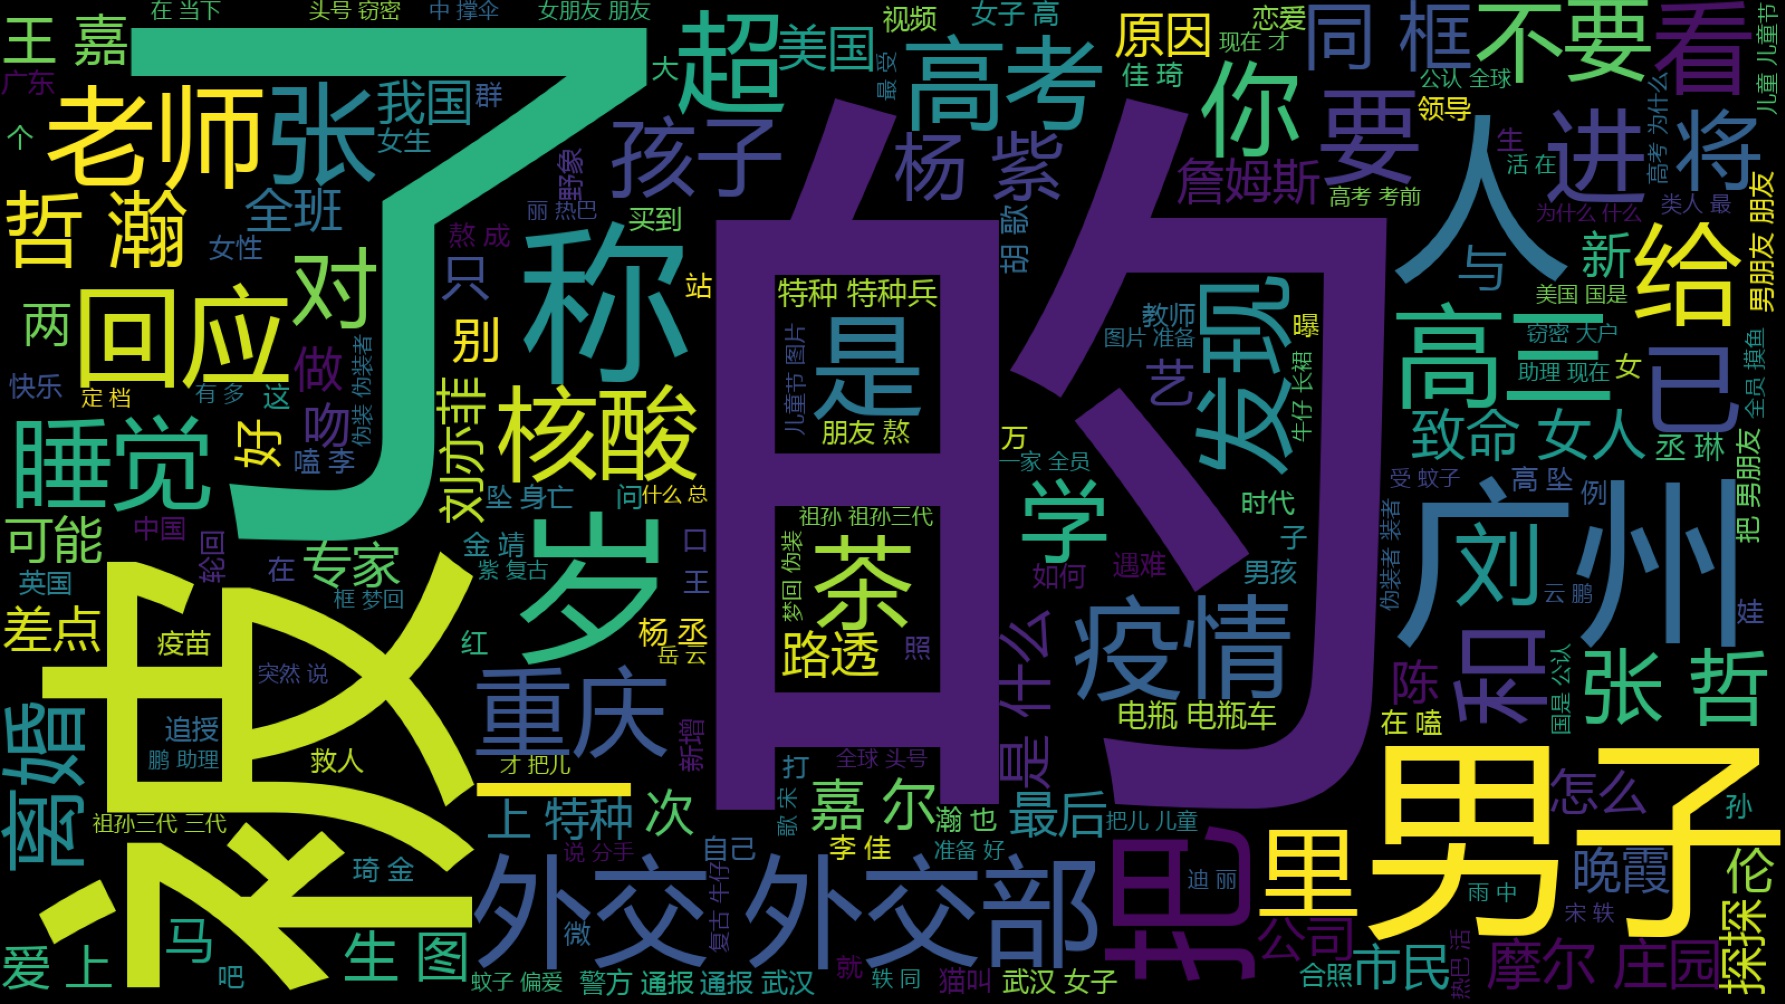 在 当下
头号 窃密
中 撑伞
女朋友 朋友
视频
女子 高
原因
恋爱
现在 才
同 框
不要
看
儿童 儿童节
王 嘉
了
大
超
美国
最 受
高考
佳 琦
你
公认 全球
领导
要
广东
老师
张
我国
群
女生
个
野象
孩子
杨 紫
詹姆斯
高考 考前
人
生
活 在
进
高考 为什么
将
为什么 什么
类人 最
男朋友 朋友
哲 瀚
全班
女性
丽 热巴
买到
熬 成
胡 歌
的
与
新
给
美国 国是
两
回应
对
只
称
站
特种 特种兵
教师
图片 准备
发现
曝
高三
窃密 大户
助理 现在
女
已
全员 摸鱼
快乐
定 档
有 多
这
做
伪装 伪装者
别
儿童节 图片
是
朋友 熬
艺
牛仔 长裙
致命 女人
丞 琳
睡觉
好
吻
嗑 李
刘亦菲
核酸
万
一家 全员
受 蚊子
高 坠
例
把 男朋友
坠 身亡
问
什么 总
学
时代
广州
可能
中国
轮回
在
专家
金 靖
紫 复古
岁
口
祖孙 祖孙三代
梦回 伪装
茶
子
伪装者 装者
刘
云 鹏
英国
框 梦回
王
如何
遇难
男孩
娃
差点
疫苗
被
红
杨 丞
岳 云
路透
照
是 什么
疫情
陈
和
国是 公认
张 哲
突然 说
重庆
新增
电瓶 电瓶车
在 嗑
离婚
追授
鹏 助理
救人
才 把儿
一
全球 头号
打
男子
怎么
孙
祖孙三代 三代
上
特种
次
歌 宋
嘉 尔
瀚 也
最后
把儿 儿童
把
里
琦 金
说 分手
自己
李 佳
准备 好
迪 丽
晚霞
伦
雨 中
宋 轶
外交
外交部
复古 牛仔
微
公司
爱 上
马
吧
生 图
蚊子 偏爱
警方 通报
通报 武汉
就
轶 同
猫叫
武汉 女子
合照
市民
热巴 活
摩尔 庄园
探探